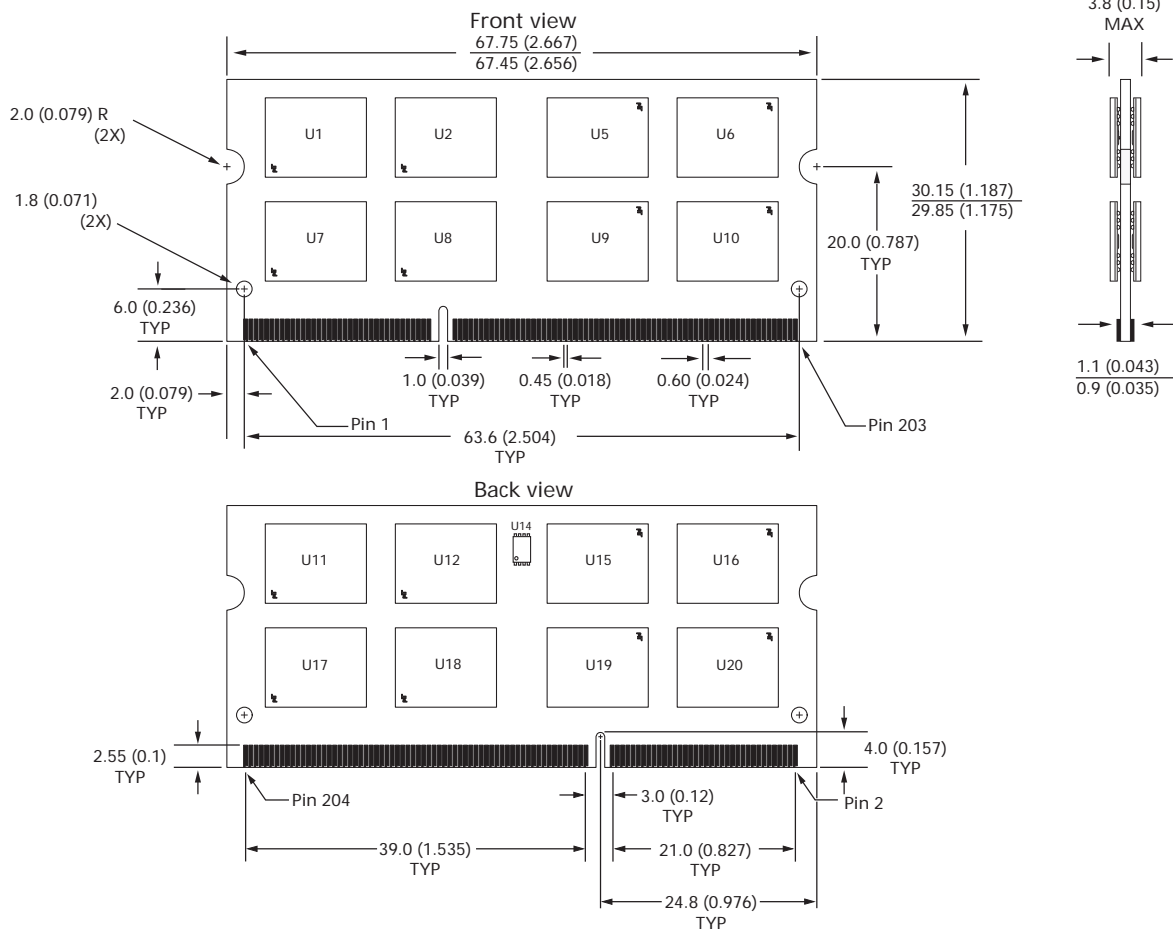 Front view
67.75 (2.667)
67.45 (2.656)
3.8 (0.15)
MAX
2.0 (0.079) R
(2X)
U1
U2
U5
U6
1.8 (0.071)
(2X)
30.15 (1.187)
29.85 (1.175)
U7
U8
U9
U10
20.0 (0.787)
TYP
6.0 (0.236)
TYP
2.0 (0.079)
TYP
1.0 (0.039)
TYP
0.45 (0.018)
TYP
0.60 (0.024)
TYP
1.1 (0.043)
0.9 (0.035)
Pin 1
63.6 (2.504)
TYP
Pin 203
Back view
U11
U12
U14
U15
U16
U17
U18
U19
U20
2.55 (0.1)
TYP
4.0 (0.157)
TYP
Pin 204
3.0 (0.12)
TYP
Pin 2
39.0 (1.535)
TYP
21.0 (0.827)
TYP
24.8 (0.976)
TYP